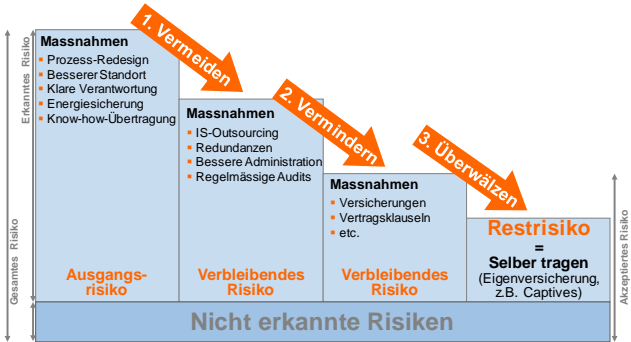 Gesamtes Risiko
Erkanntes Risiko
Massnahmen
Prozess-Redesign
Besserer Standort
Klare Verantwortung
Energiesicherung
Know-how-Übertragung
Ausgangs-
risiko
1. Vermeiden
Massnahmen
IS-Outsourcing
Redundanzen
Bessere Administration
Regelmässige Audits
Verbleibendes
Risiko
2. Vermindern
Massnahmen
Versicherungen
Vertragsklauseln
etc.
Verbleibendes
Risiko
3. Überwälzen
Restrisiko
=
Selber tragen
(Eigenversicherung,
z.B. Captives)
Akzeptiertes Risiko
Nicht erkannte Risiken